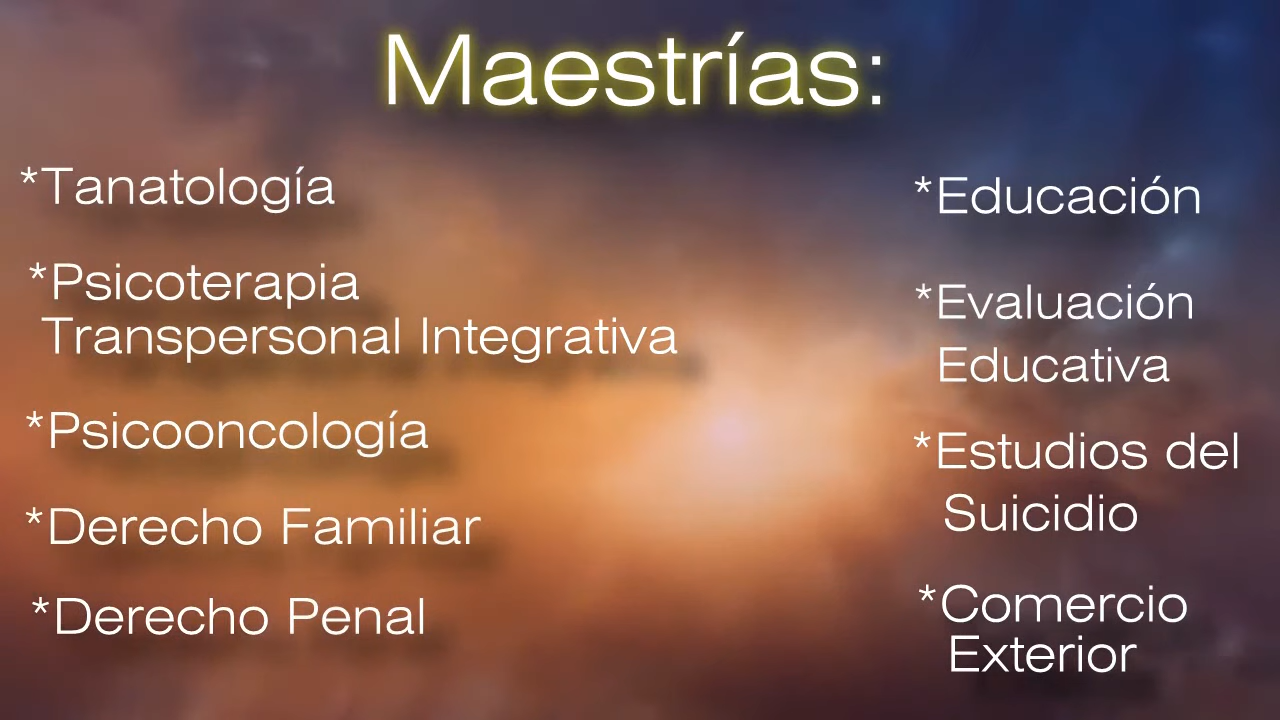 Maestrías:
*Tanatología
*Psicoterapia
Transpersonal Integrativa
*Psicooncología
*Derecho Familiar
*Derecho Penal
*Educación
*Evaluación
Educativa
*Estudios del
Suicidio
*Comercio
Exterior